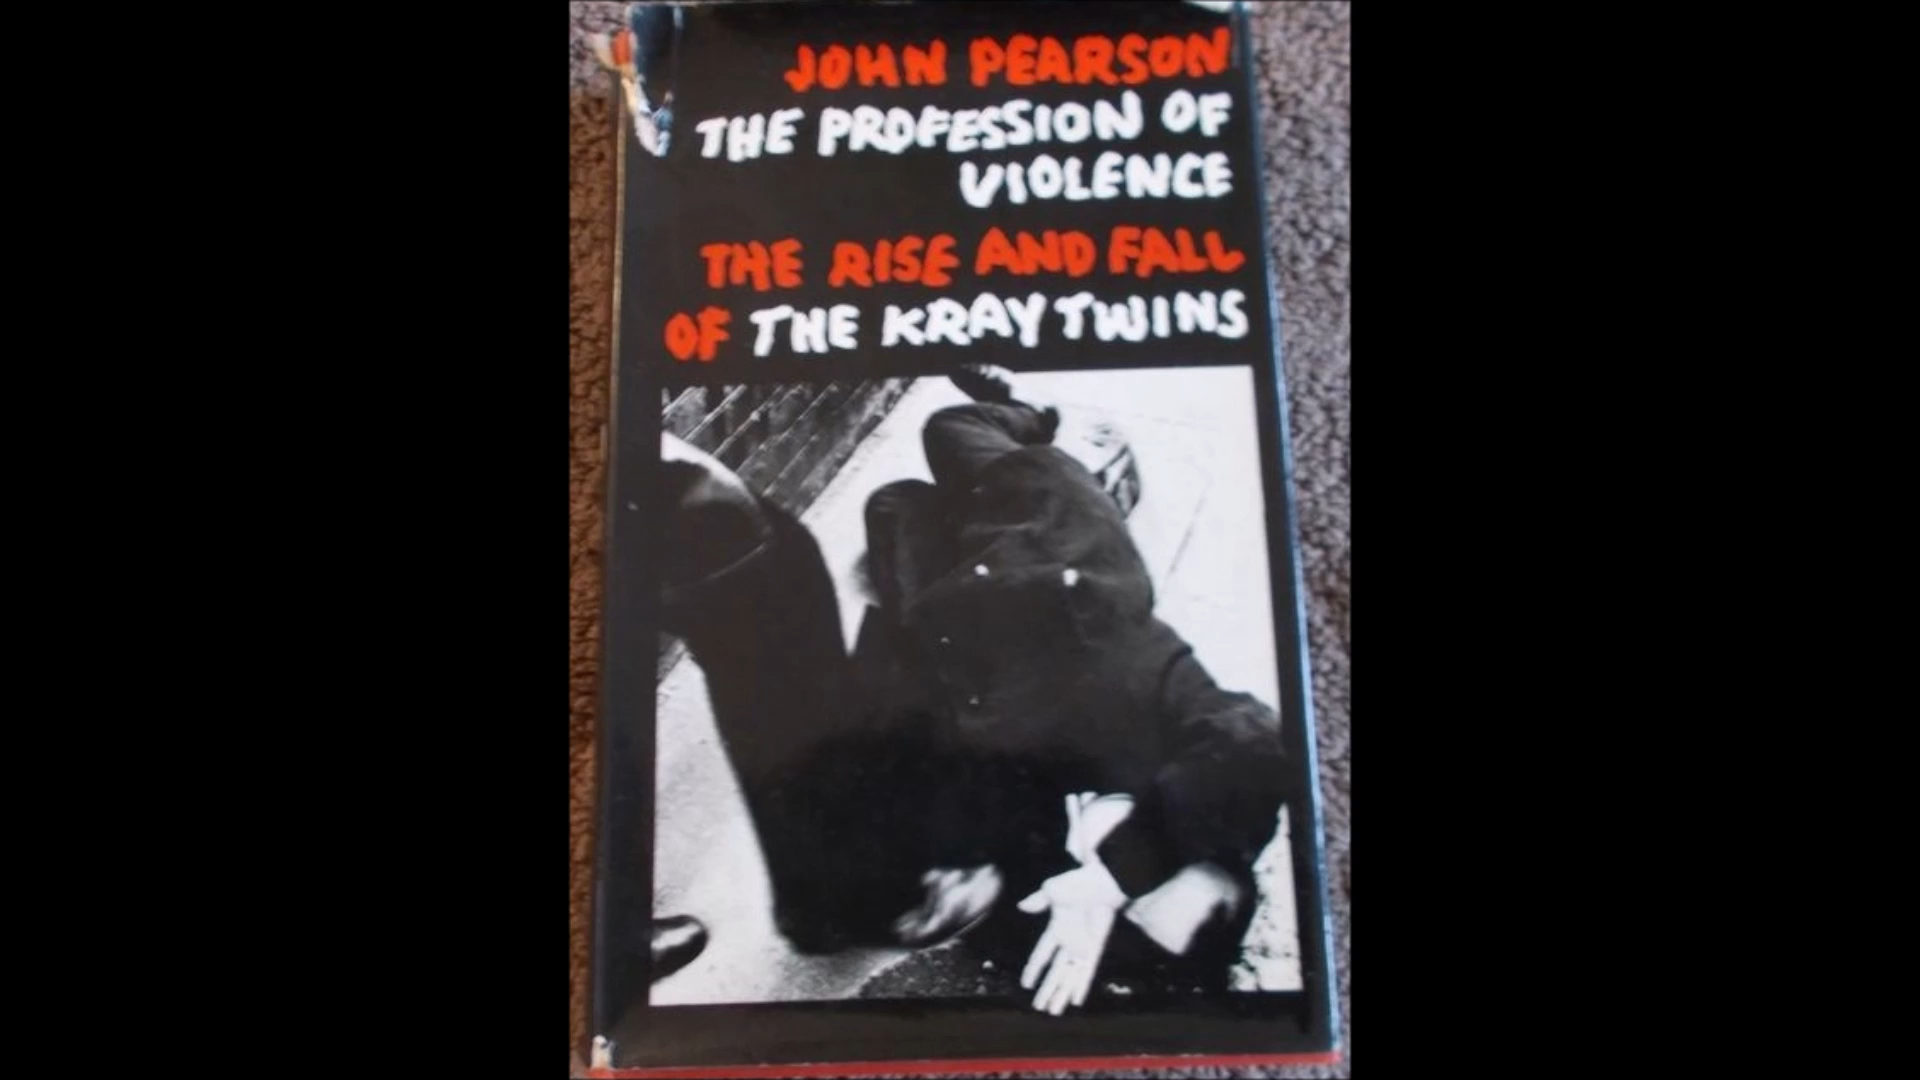 JOHN PEARSON
THE PROFESSION OF
VIOLENCE
THE RISE AND FALL
OF THE KRAY TWINS